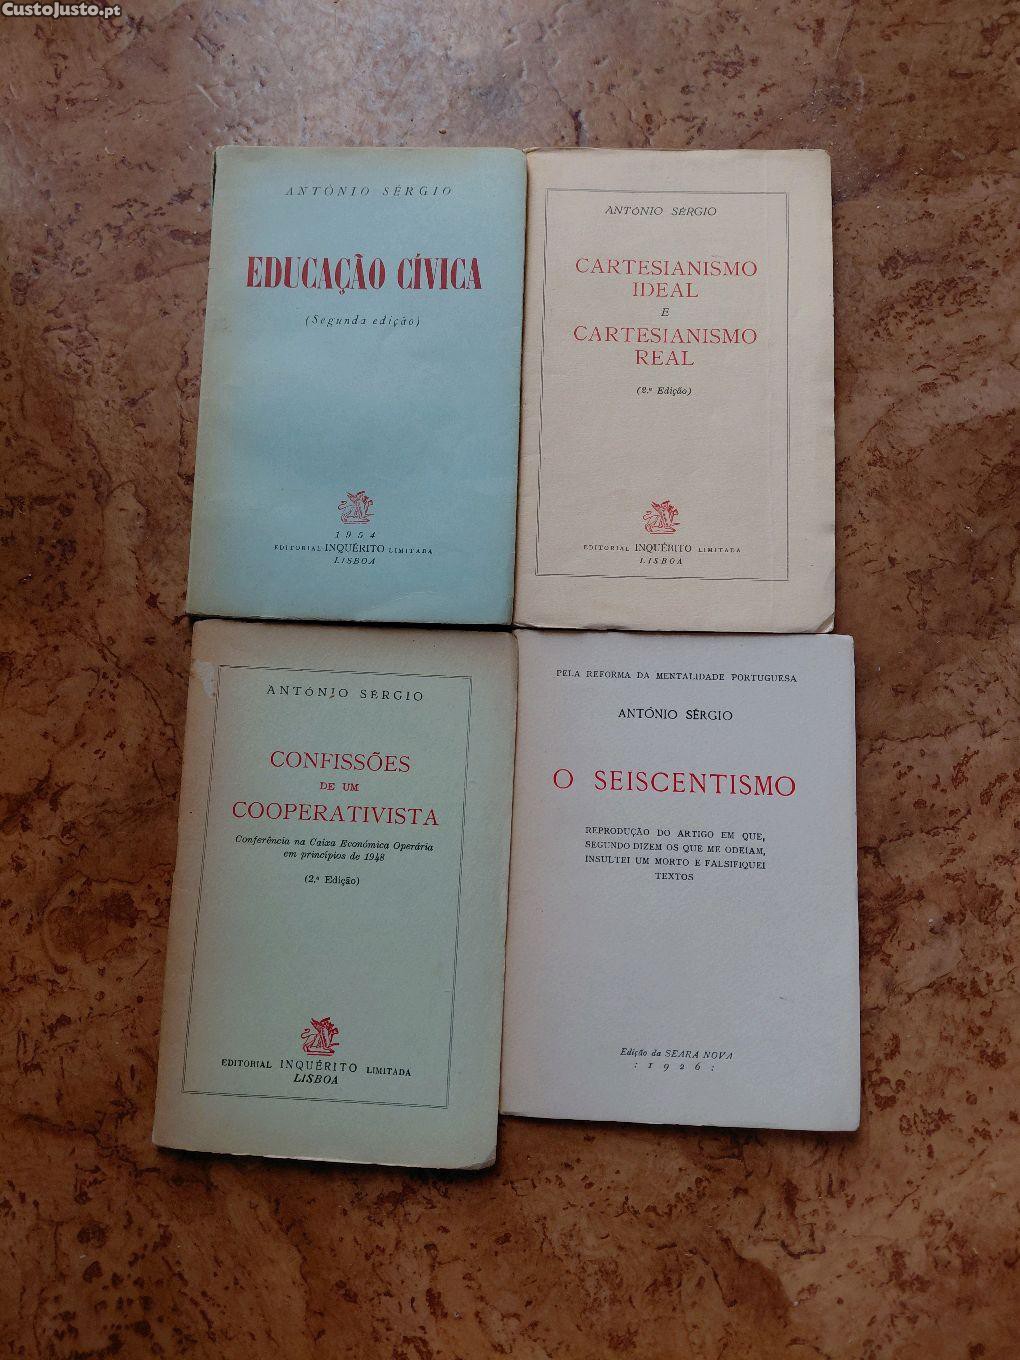 CustoJusto.pt
ANTÓNIO SÉRGIO
EDUCAÇÃO CÍVICA
(Segunda edição)
1954
EDITORIAL INQUÉRITO LIMITADA
LISBOA
ANTÓNIO SÉRGIO
CARTESIANISMO
IDEAL
E
CARTESIANISMO
REAL
(2.ª Edição)
EDITORIAL INQUÉRITO LIMITADA
LISBOA
ANTÓNIO SÉRGIO
CONFISSÕES
DE UM
COOPERATIVISTA
Conferência na Caixa Económica Operária
em princípios de 1948
(2.ª Edição)
EDITORIAL INQUÉRITO LIMITADA
LISBOA
PELA REFORMA DA MENTALIDADE PORTUGUESA
ANTÓNIO SÉRGIO
O SEISCENTISMO
REPRODUÇÃO DO ARTIGO EM QUE,
SEGUNDO DIZEM OS QUE ME ODEIAM,
INSULTEI UM MORTO E FALSIFIQUEI
TEXTOS
Edição da SEARA NOVA
: 1926 :